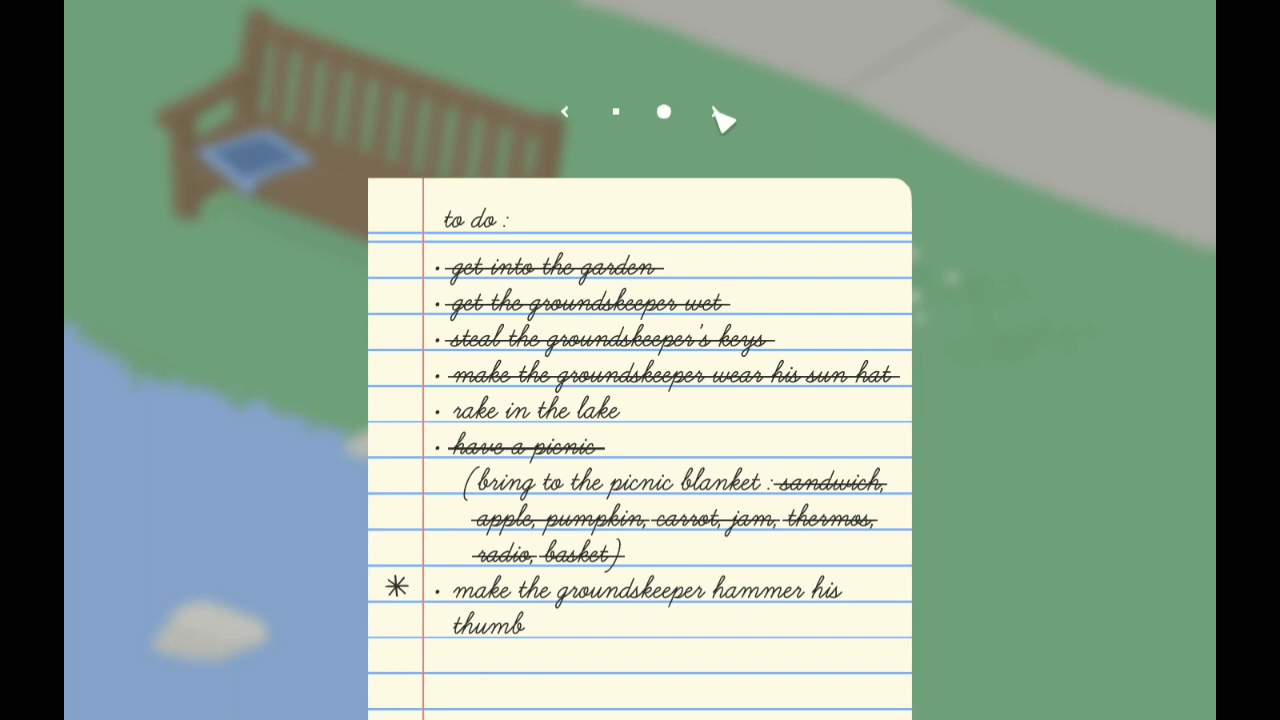 to do :
• get into the garden
• get the groundskeeper wet
• steal the groundskeeper's keys
• make the groundskeeper wear his sun hat
• rake in the lake
• have a picnic
(bring to the picnic blanket : sandwich,
apple, pumpkin, carrot, jam, thermos,
radio, basket)
* • make the groundskeeper hammer his
thumb